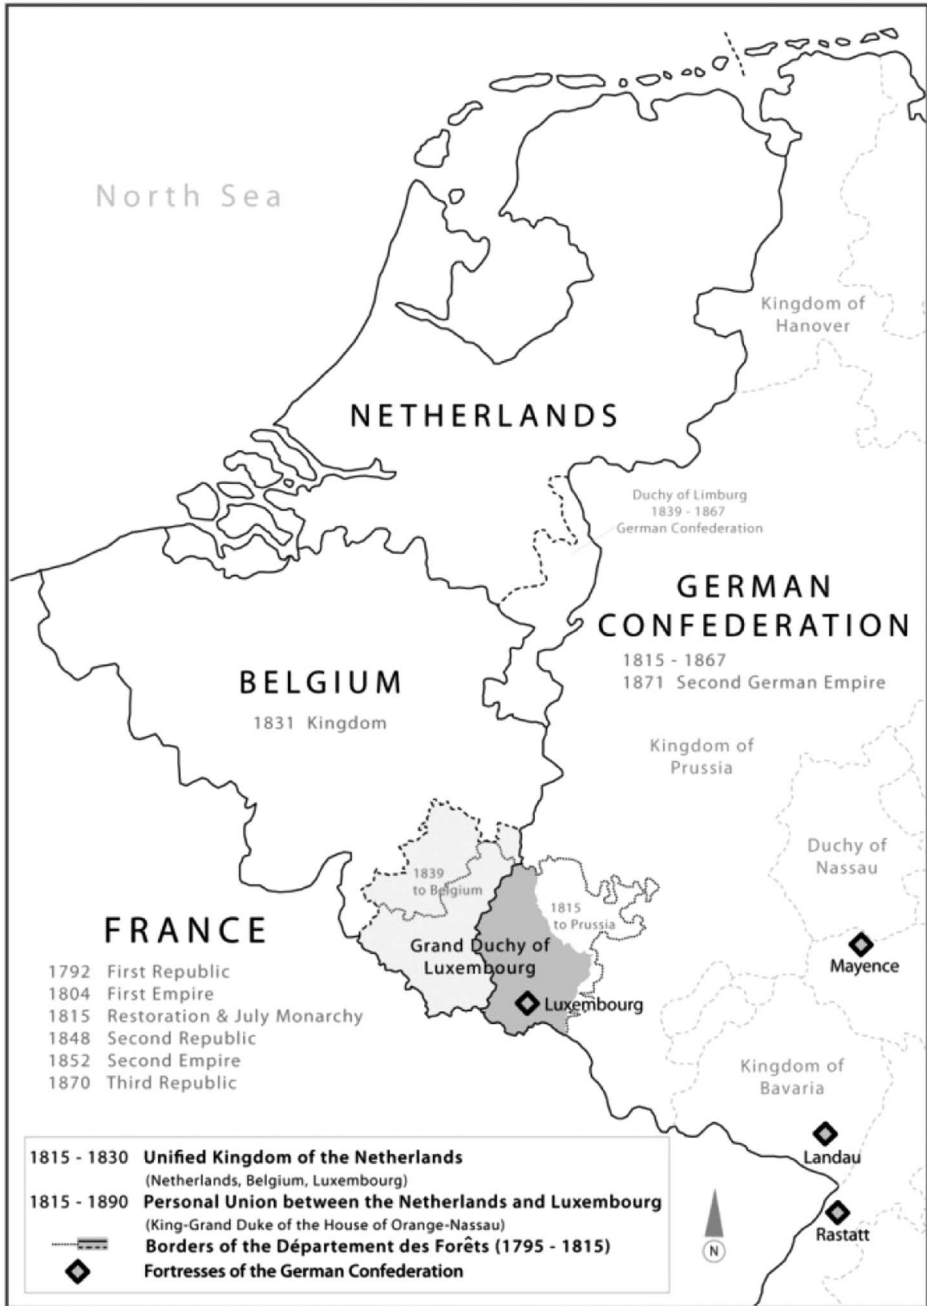 North Sea
Kingdom of
Hanover
NETHERLANDS
Duchy of Limburg
1839 - 1867
German Confederation
GERMAN
CONFEDERATION
1815 - 1867
1871 Second German Empire
BELGIUM
1831 Kingdom
Kingdom of
Prussia
Duchy of
Nassau
1839
to Belgium
1815
to Prussia
Grand Duchy of
Luxembourg
Luxembourg
Mayence
FRANCE
1792 First Republic
1804 First Empire
1815 Restoration & July Monarchy
1848 Second Republic
1852 Second Empire
1870 Third Republic
Kingdom of
Bavaria
Landau
Rastatt
1815 - 1830 Unified Kingdom of the Netherlands
(Netherlands, Belgium, Luxembourg)
1815 - 1890 Personal Union between the Netherlands and Luxembourg
(King-Grand Duke of the House of Orange-Nassau)
Borders of the Département des Forêts (1795 - 1815)
Fortresses of the German Confederation
N